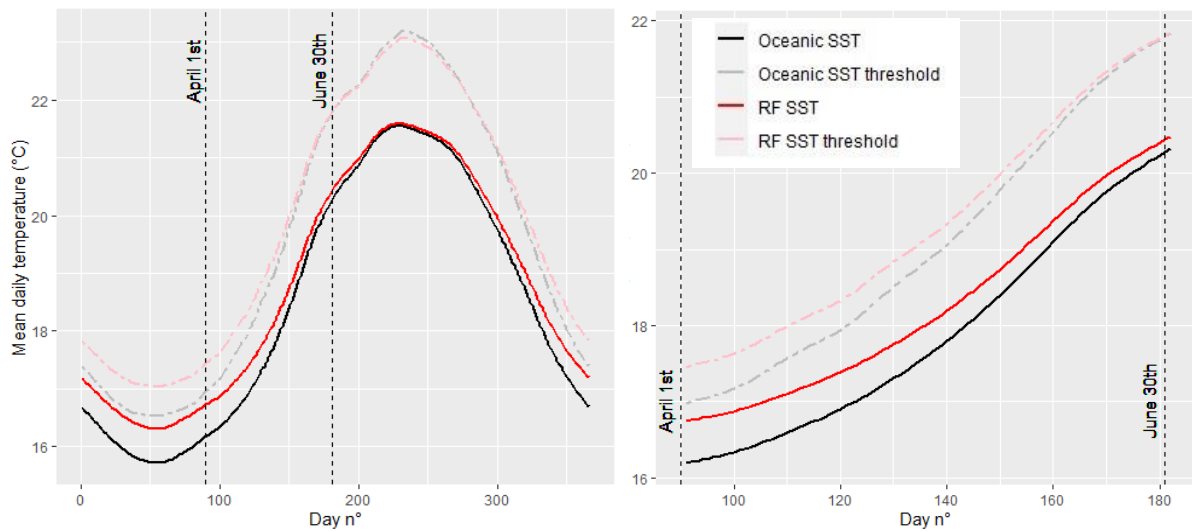 Mean daily temperature (°C)
22
20
18
16
April 1st
June 30th
0
100
200
300
Day n°
22
20
18
16
Oceanic SST
Oceanic SST threshold
RF SST
RF SST threshold
April 1st
June 30th
100
120
140
160
180
Day n°